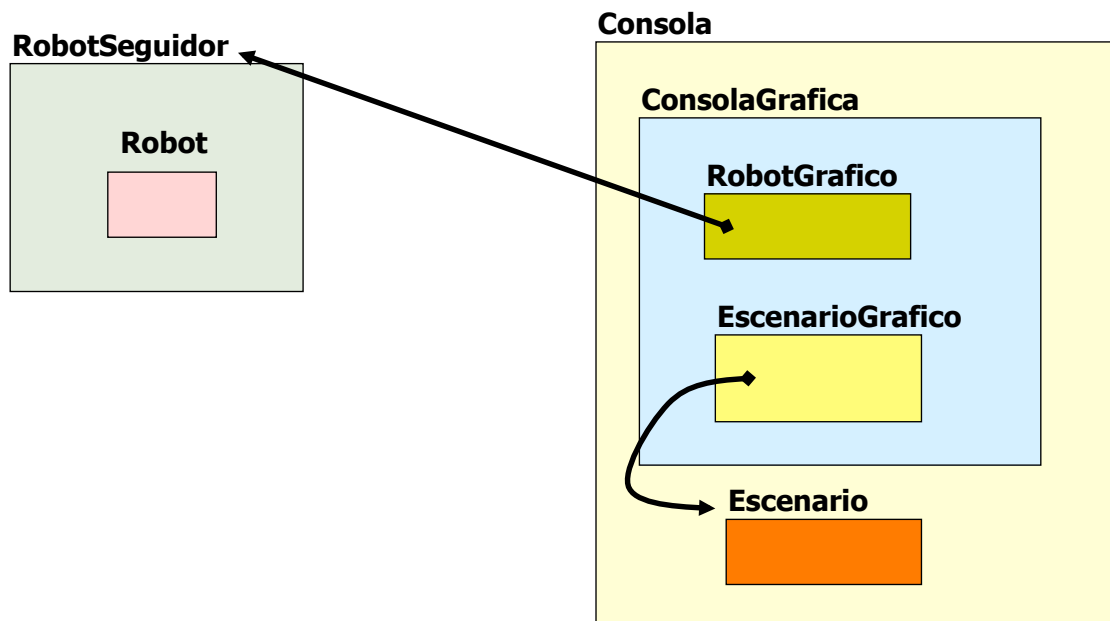 Consola
RobotSeguidor
ConsolaGrafica
Robot
RobotGrafico
EscenarioGrafico
Escenario